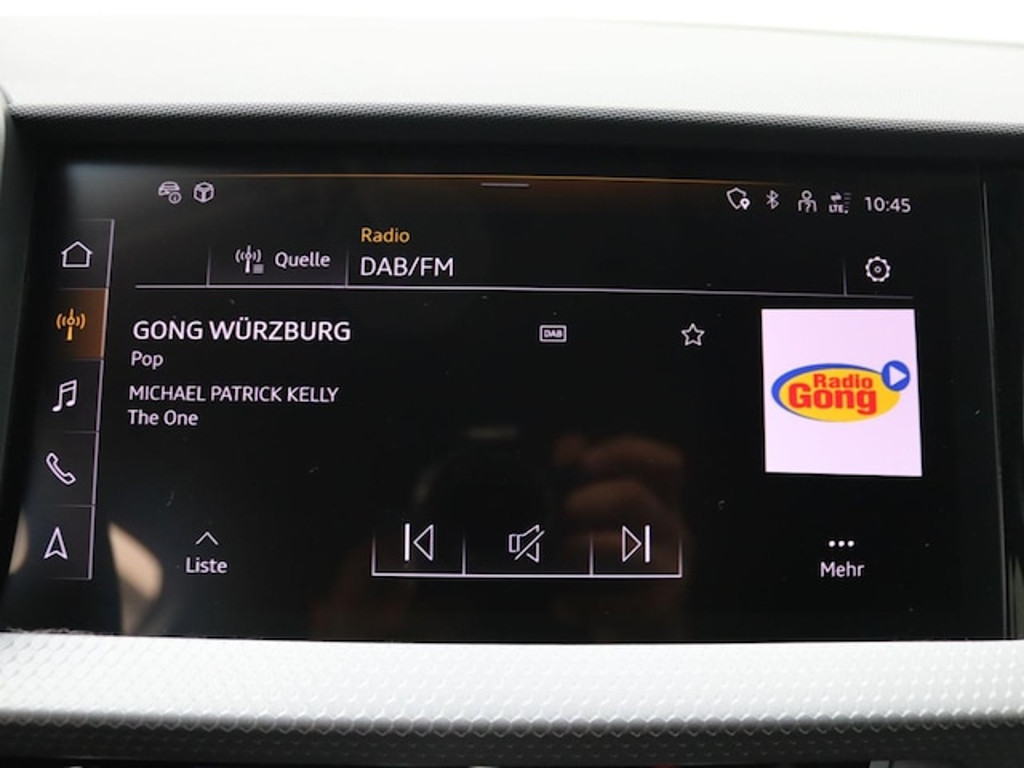 LTE
10:45
Radio
Quelle
DAB/FM
GONG WÜRZBURG
DAB
Pop
MICHAEL PATRICK KELLY
The One
Radio
Gong
Liste
Mehr